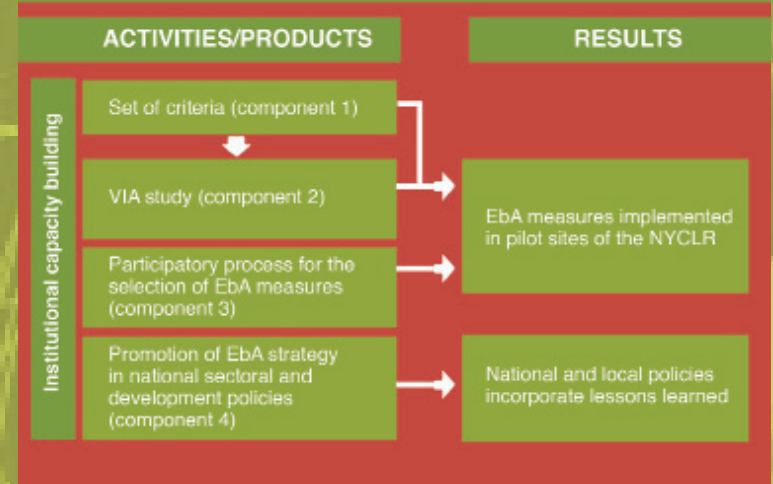 ACTIVITIES/PRODUCTS
RESULTS
Institutional capacity building
Set of criteria (component 1)
VIA study (component 2)
Participatory process for the
selection of EbA measures
(component 3)
Promotion of EbA strategy
in national sectoral and
development policies
(component 4)
EbA measures implemented
in pilot sites of the NYCLR
National and local policies
incorporate lessons learned